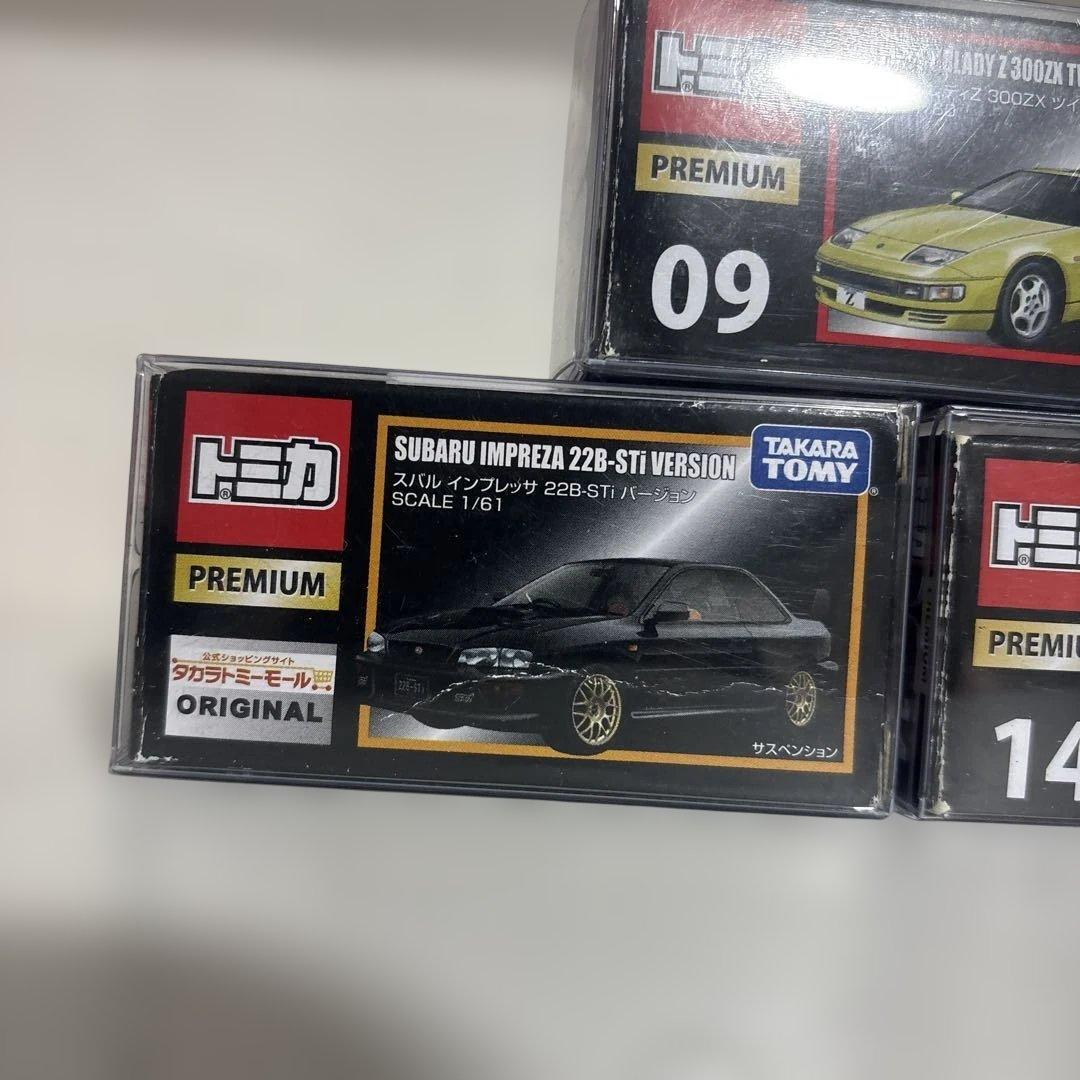 トミカ
LADY Z 300ZX
Z 300ZX ツイ
PREMIUM
09
Z
トミカ
®
PREMIUM
公式ショッピングサイト
タカラトミーモール
ORIGINAL
SUBARU IMPREZA 22B-STi VERSION
スバル インプレッサ 22B-STi バージョン
SCALE 1/61
TAKARA
TOMY
®
22B-STi
サスペンション
トミカ
®
PREMIU
14